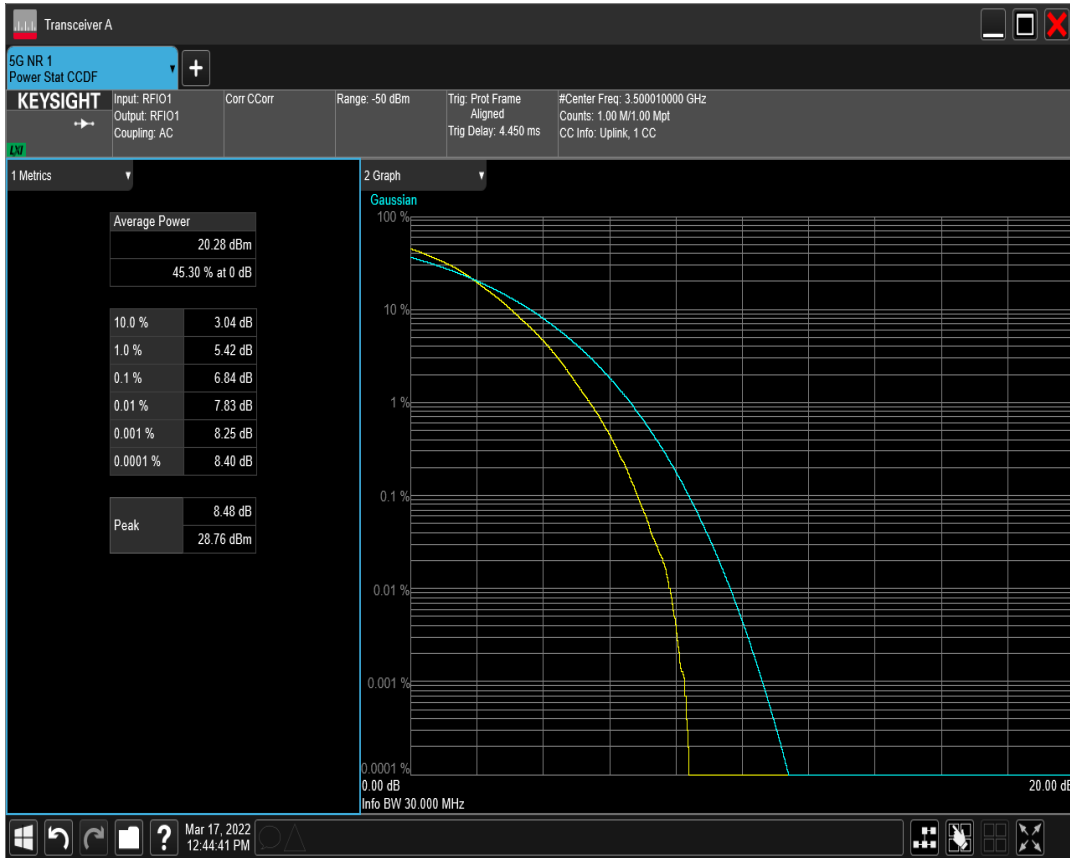 Transceiver A
5G NR 1
Power Stat CCDF
KEYSIGHT
LXI
Input: RFIO1
Output: RFIO1
Coupling: AC
Corr CCorr
Range: -50 dBm
Trig: Prot Frame
Aligned
Trig Delay: 4.450 ms
#Center Freq: 3.500010000 GHz
Counts: 1.00 M/1.00 Mpt
CC Info: Uplink, 1 CC
1 Metrics
Average Power
20.28 dBm
45.30 % at 0 dB
10.0 % 3.04 dB
1.0 % 5.42 dB
0.1 % 6.84 dB
0.01 % 7.83 dB
0.001 % 8.25 dB
0.0001 % 8.40 dB
Peak
8.48 dB
28.76 dBm
2 Graph
Gaussian
100 %
10 %
1 %
0.1 %
0.01 %
0.001 %
0.0001 %
0.00 dB 20.00 dB
Info BW 30.000 MHz
?
Mar 17, 2022
12:44:41 PM